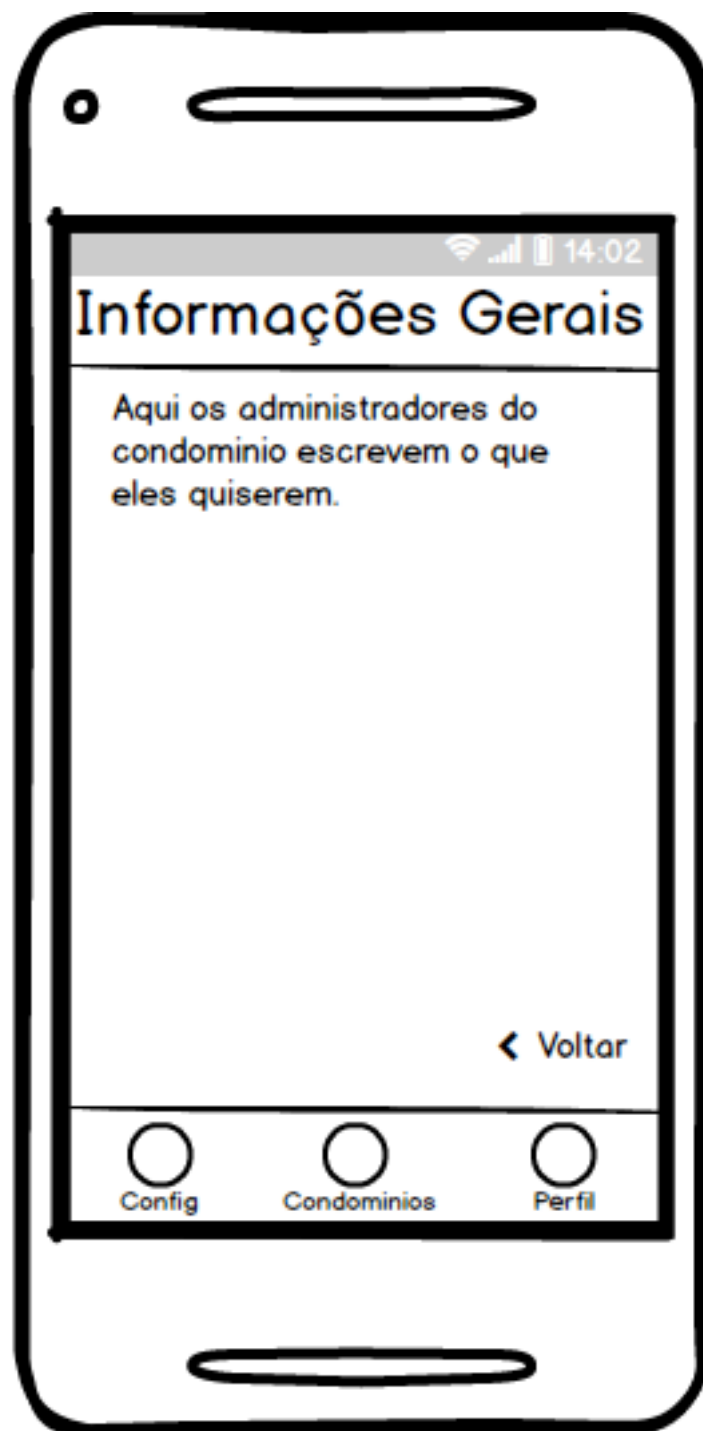 14:02
Informações Gerais
Aqui os administradores do
condominio escrevem o que
eles quiserem.
Voltar
Config Condominios Perfil